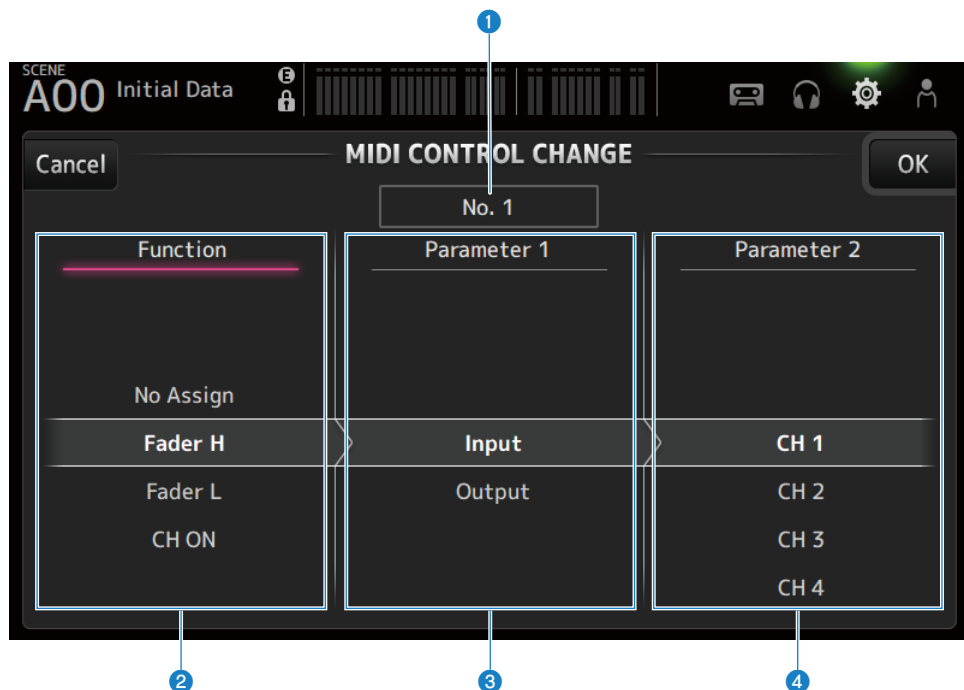 1
SCENE
A00 Initial Data E
Cancel MIDI CONTROL CHANGE OK
No. 1
Function Parameter 1 Parameter 2
No Assign
Fader H Input CH 1
Fader L Output CH 2
CH ON CH 3
CH 4
2 3 4